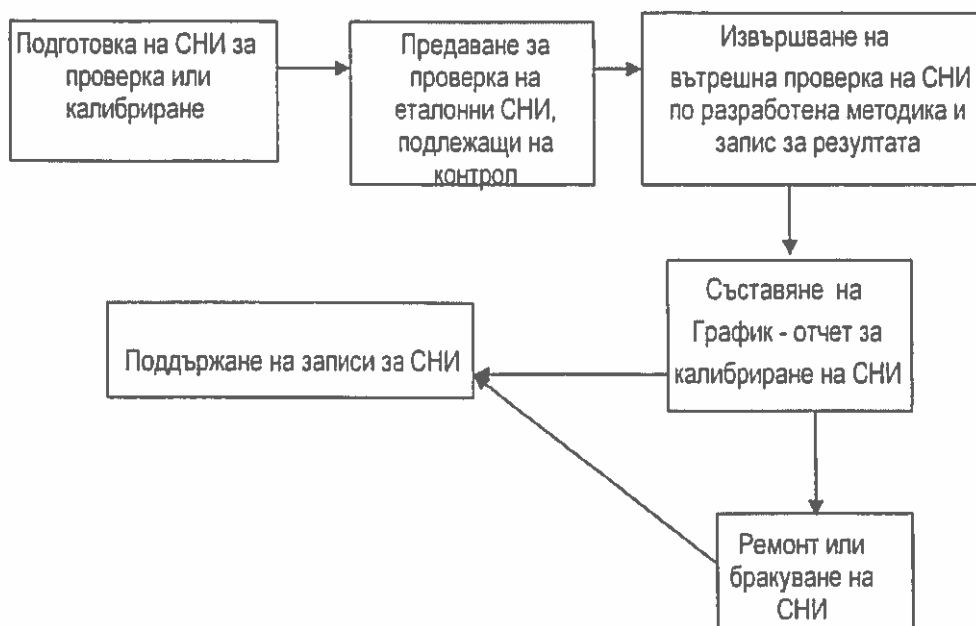 Подготовка на СНИ за
проверка или
калибриране
Предаване за
проверка на
еталонни СНИ,
подлежащи на
контрол
Извършване на
вътрешна проверка на СНИ
по разработена методика и
запис за резултата
Съставяне на
График - отчет за
калибриране на СНИ
Поддържане на записи за СНИ
Ремонт или
бракуване на
СНИ